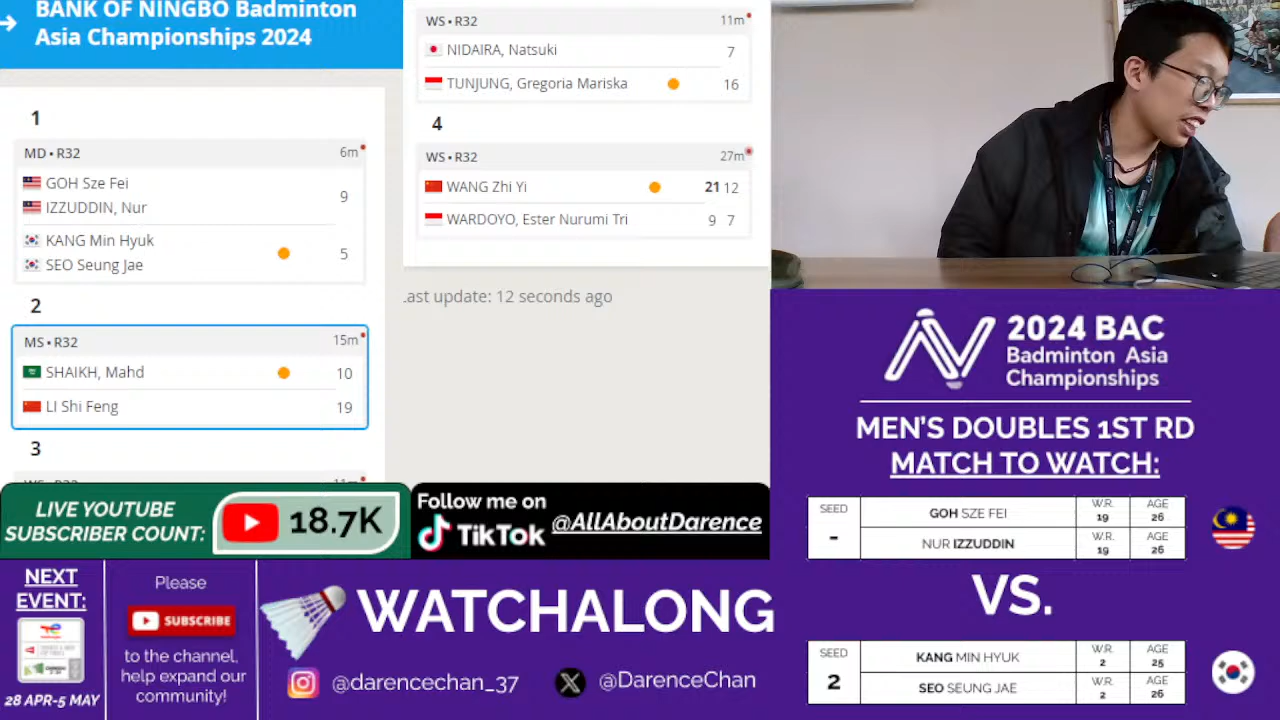 BANK OF NINGBO Badminton
Asia Championships 2024
1
MD • R32 6m
GOH Sze Fei
IZZUDDIN, Nur
9
KANG Min Hyuk
SEO Seung Jae
5
2
MS • R32 15m
SHAIKH, Mahd 10
LI Shi Feng 19
3
WS • R32 11m
NIDAIRA, Natsuki 7
TUNJUNG, Gregoria Mariska 16
4
WS • R32 27m
WANG Zhi Yi 21 12
WARDOYO, Ester Nurumi Tri 9 7
ast update: 12 seconds ago
LIVE YOUTUBE
SUBSCRIBER COUNT:
18.7K
Follow me on
TikTok
@AllAboutDarence
NEXT
EVENT:
28 APR-5 MAY
Please
SUBSCRIBE
to the channel,
help expand our
community!
WATCHALONG
@darencechan_37
@DarenceChan
2024 BAC
Badminton Asia
Championships
MEN'S DOUBLES 1ST RD
MATCH TO WATCH:
SEED
-
GOH SZE FEI W.R. 19 AGE 26
NUR IZZUDDIN W.R. 19 AGE 26
VS.
SEED
2
KANG MIN HYUK W.R. 2 AGE 25
SEO SEUNG JAE W.R. 2 AGE 26